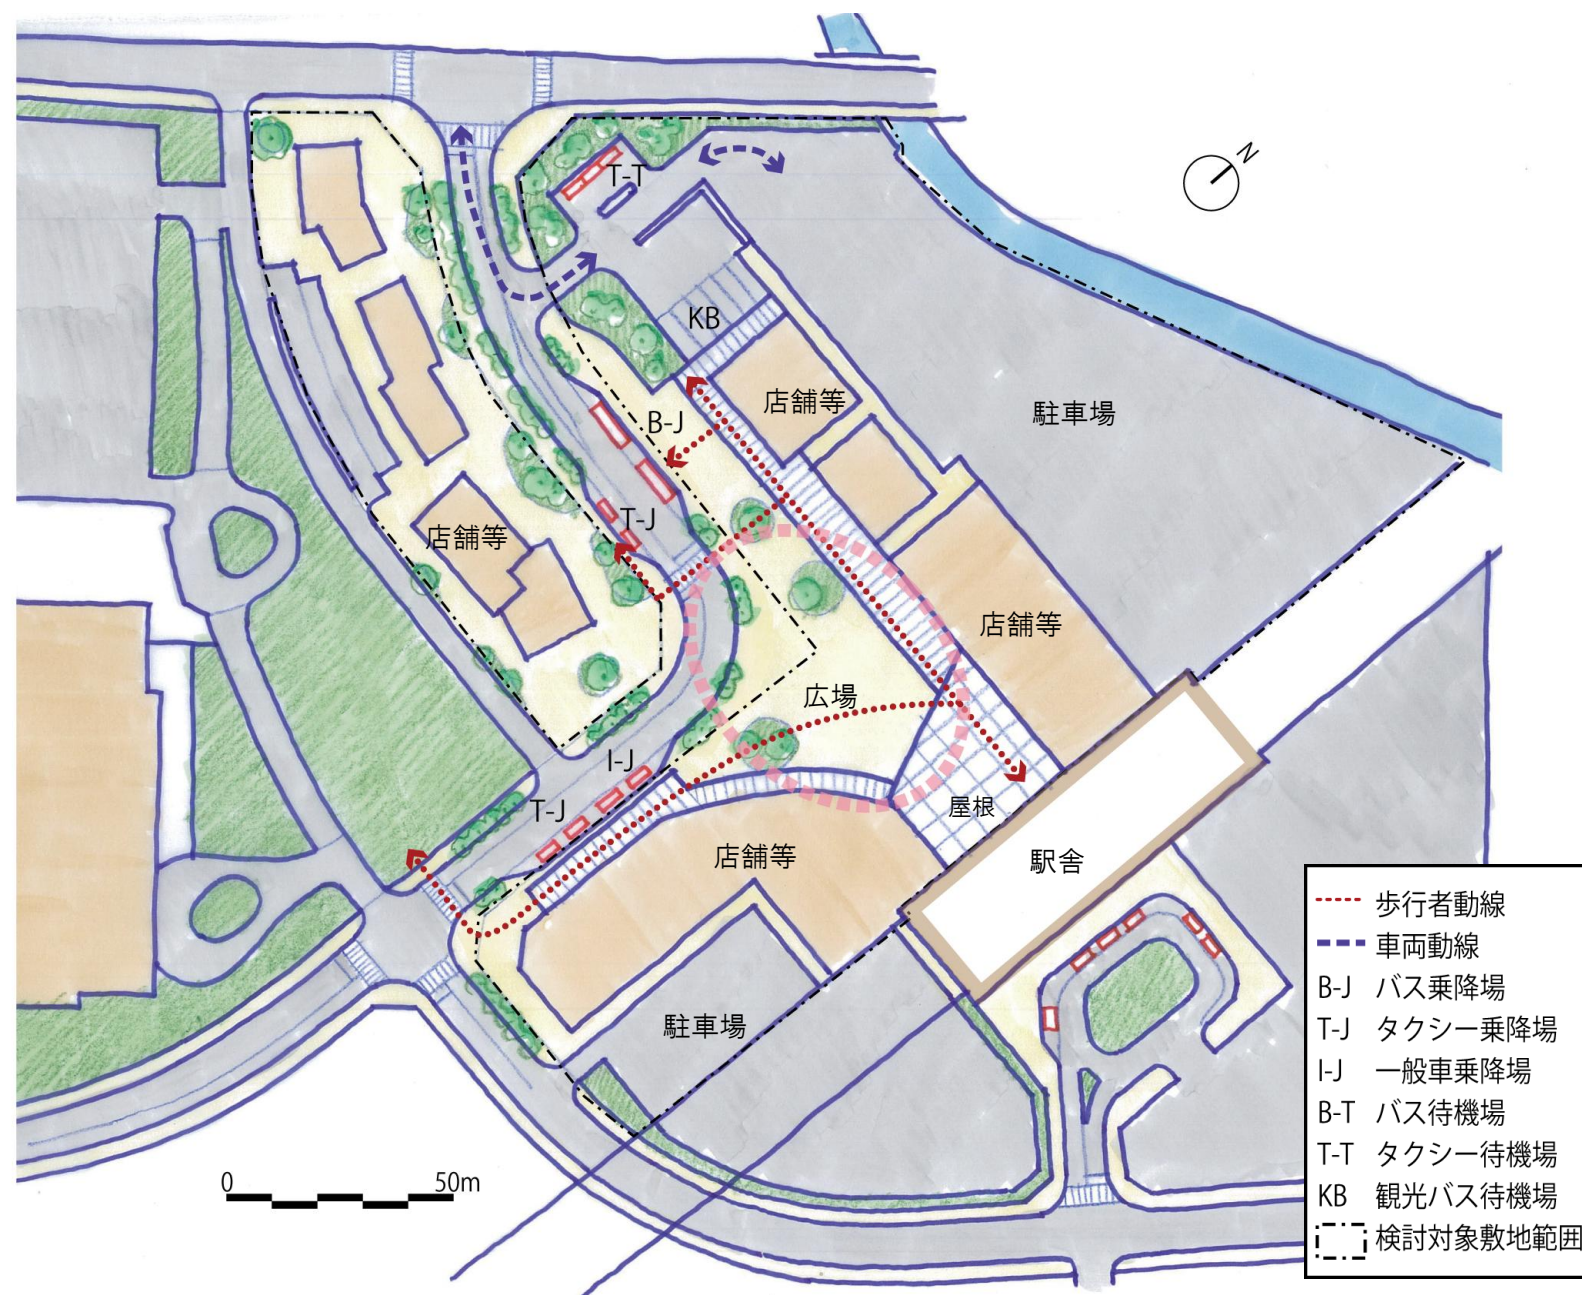 N
T-T
KB
店舗等
駐車場
B-J
T-J
店舗等
店舗等
広場
I-J
T-J
屋根
店舗等
駅舎
駐車場
0 50m
歩行者動線
車両動線
B-J バス乗降場
T-J タクシー乗降場
I-J 一般車乗降場
B-T バス待機場
T-T タクシー待機場
KB 観光バス待機場
検討対象敷地範囲